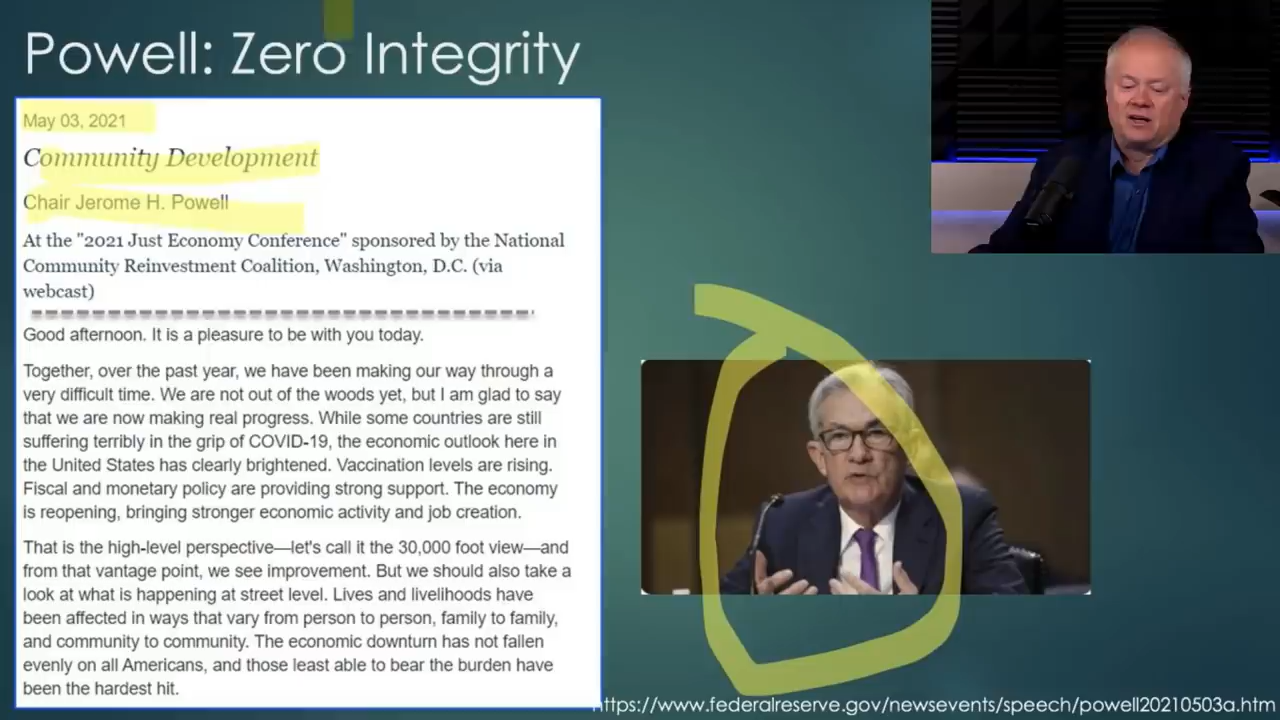 Powell: Zero Integrity
May 03, 2021
Community Development
Chair Jerome H. Powell
At the "2021 Just Economy Conference" sponsored by the National
Community Reinvestment Coalition, Washington, D.C. (via
webcast)
Good afternoon. It is a pleasure to be with you today.
Together, over the past year, we have been making our way through a
very difficult time. We are not out of the woods yet, but I am glad to say
that we are now making real progress. While some countries are still
suffering terribly in the grip of COVID-19, the economic outlook here in
the United States has clearly brightened. Vaccination levels are rising.
Fiscal and monetary policy are providing strong support. The economy
is reopening, bringing stronger economic activity and job creation.
That is the high-level perspective—let's call it the 30,000 foot view—and
from that vantage point, we see improvement. But we should also take a
look at what is happening at street level. Lives and livelihoods have
been affected in ways that vary from person to person, family to family,
and community to community. The economic downturn has not fallen
evenly on all Americans, and those least able to bear the burden have
been the hardest hit.
https://www.federalreserve.gov/newsevents/speech/powell20210503a.htm